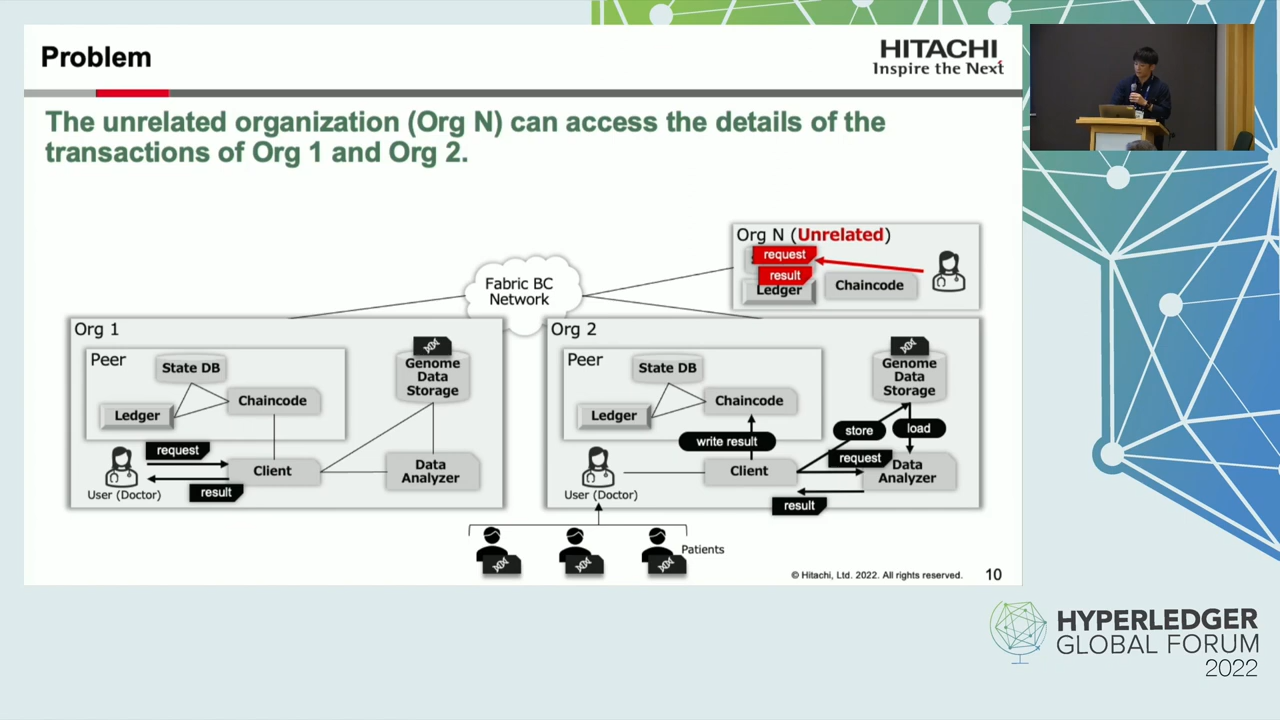 Problem
HITACHI
Inspire the Next
The unrelated organization (Org N) can access the details of the
transactions of Org 1 and Org 2.
Org N (Unrelated)
request
result
Ledger
Chaincode
Fabric BC
Network
Org 1
Peer
State DB
Ledger
Chaincode
Genome
Data
Storage
request
result
User (Doctor)
Client
Data
Analyzer
Org 2
Peer
State DB
Ledger
Chaincode
Genome
Data
Storage
write result
store
load
request
User (Doctor)
Client
Data
Analyzer
result
Patients
© Hitachi, Ltd. 2022. All rights reserved.
10
HYPERLEDGER
GLOBAL FORUM
2022